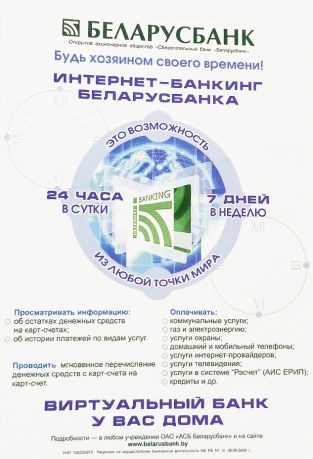 БЕЛАРУСБАНК
Открытое акционерное общество «Сберегательный банк «Беларусбанк»
Будь хозяином своего времени!
ИНТЕРНЕТ-БАНКИНГ
БЕЛАРУСБАНКА
ЭТО ВОЗМОЖНОСТЬ
24 ЧАСА
В СУТКИ
ИНТЕРНЕТ
BANKING
7 ДНЕЙ
В НЕДЕЛЮ
ИЗ ЛЮБОЙ ТОЧКИ МИРА
Просматривать информацию:
об остатках денежных средств
на карт-счетах;
об истории платежей по видам услуг.
Проводить мгновенное перечисление
денежных средств с карт-счета на
карт-счет.
Оплачивать:
коммунальные услуги;
газ и электроэнергию;
услуги охраны;
домашний и мобильный телефоны;
услуги интернет-провайдеров;
услуги телевидения;
услуги в системе "Расчет" (АИС ЕРИП);
кредиты и др.
ВИРТУАЛЬНЫЙ БАНК
У ВАС ДОМА
Подробности — в любом учреждении ОАО «АСБ Беларусбанк» и на сайте
www.belarusbank.by